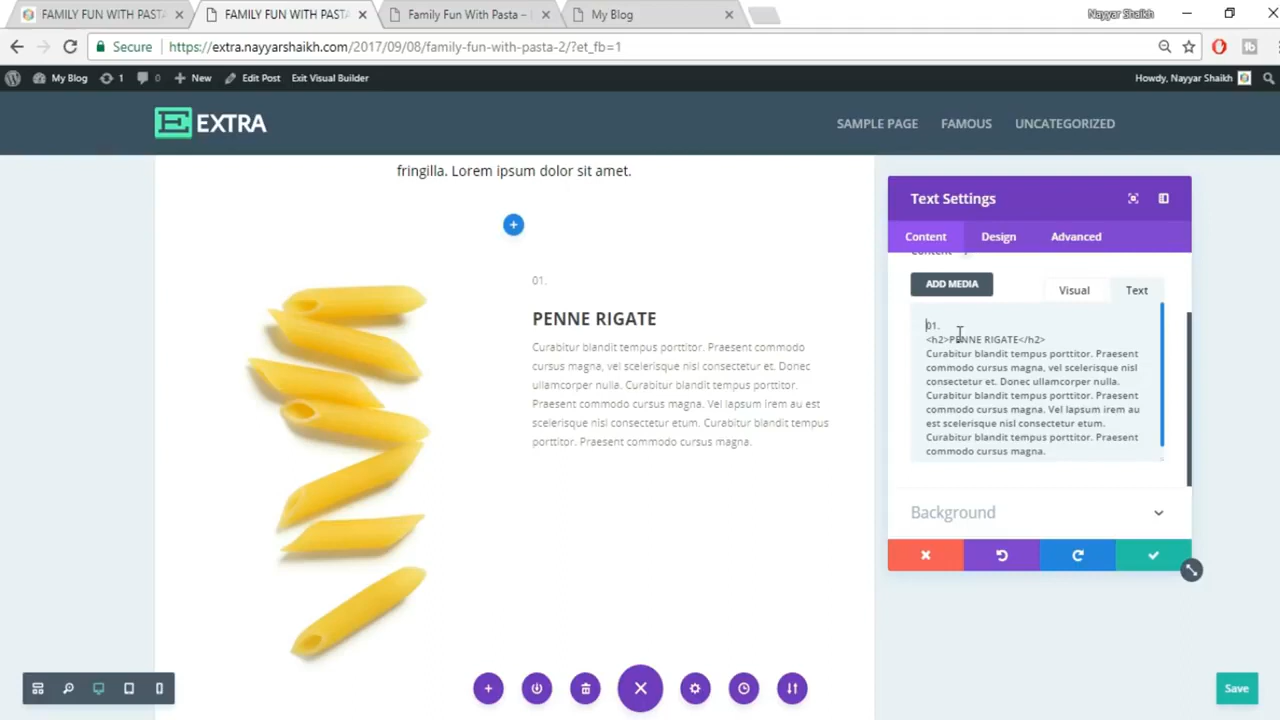 FAMILY FUN WITH PASTA
FAMILY FUN WITH PASTA
Family Fun With Pasta –
My Blog
Nayyar Shaikh
Secure
https://extra.nayyarshaikh.com/2017/09/08/family-fun-with-pasta-2/?et_fb=1
My Blog
1
0
New
Edit Post
Exit Visual Builder
Howdy, Nayyar Shaikh
EXTRA
SAMPLE PAGE
FAMOUS
UNCATEGORIZED
fringilla. Lorem ipsum dolor sit amet.
01.
PENNE RIGATE
Curabitur blandit tempus porttitor. Praesent commodo
cursus magna, vel scelerisque nisl consectetur et. Donec
ullamcorper nulla. Curabitur blandit tempus porttitor.
Praesent commodo cursus magna. Vel lapsum irem au est
scelerisque nisl consectetur etum. Curabitur blandit tempus
porttitor. Praesent commodo cursus magna.
Text Settings
Content
Design
Advanced
Content
ADD MEDIA
Visual
Text
01.
<h2>PENNE RIGATE</h2>
Curabitur blandit tempus porttitor. Praesent
commodo cursus magna, vel scelerisque nisl
consectetur et. Donec ullamcorper nulla.
Curabitur blandit tempus porttitor. Praesent
commodo cursus magna. Vel lapsum irem au
est scelerisque nisl consectetur etum.
Curabitur blandit tempus porttitor. Praesent
commodo cursus magna.
Background
Save